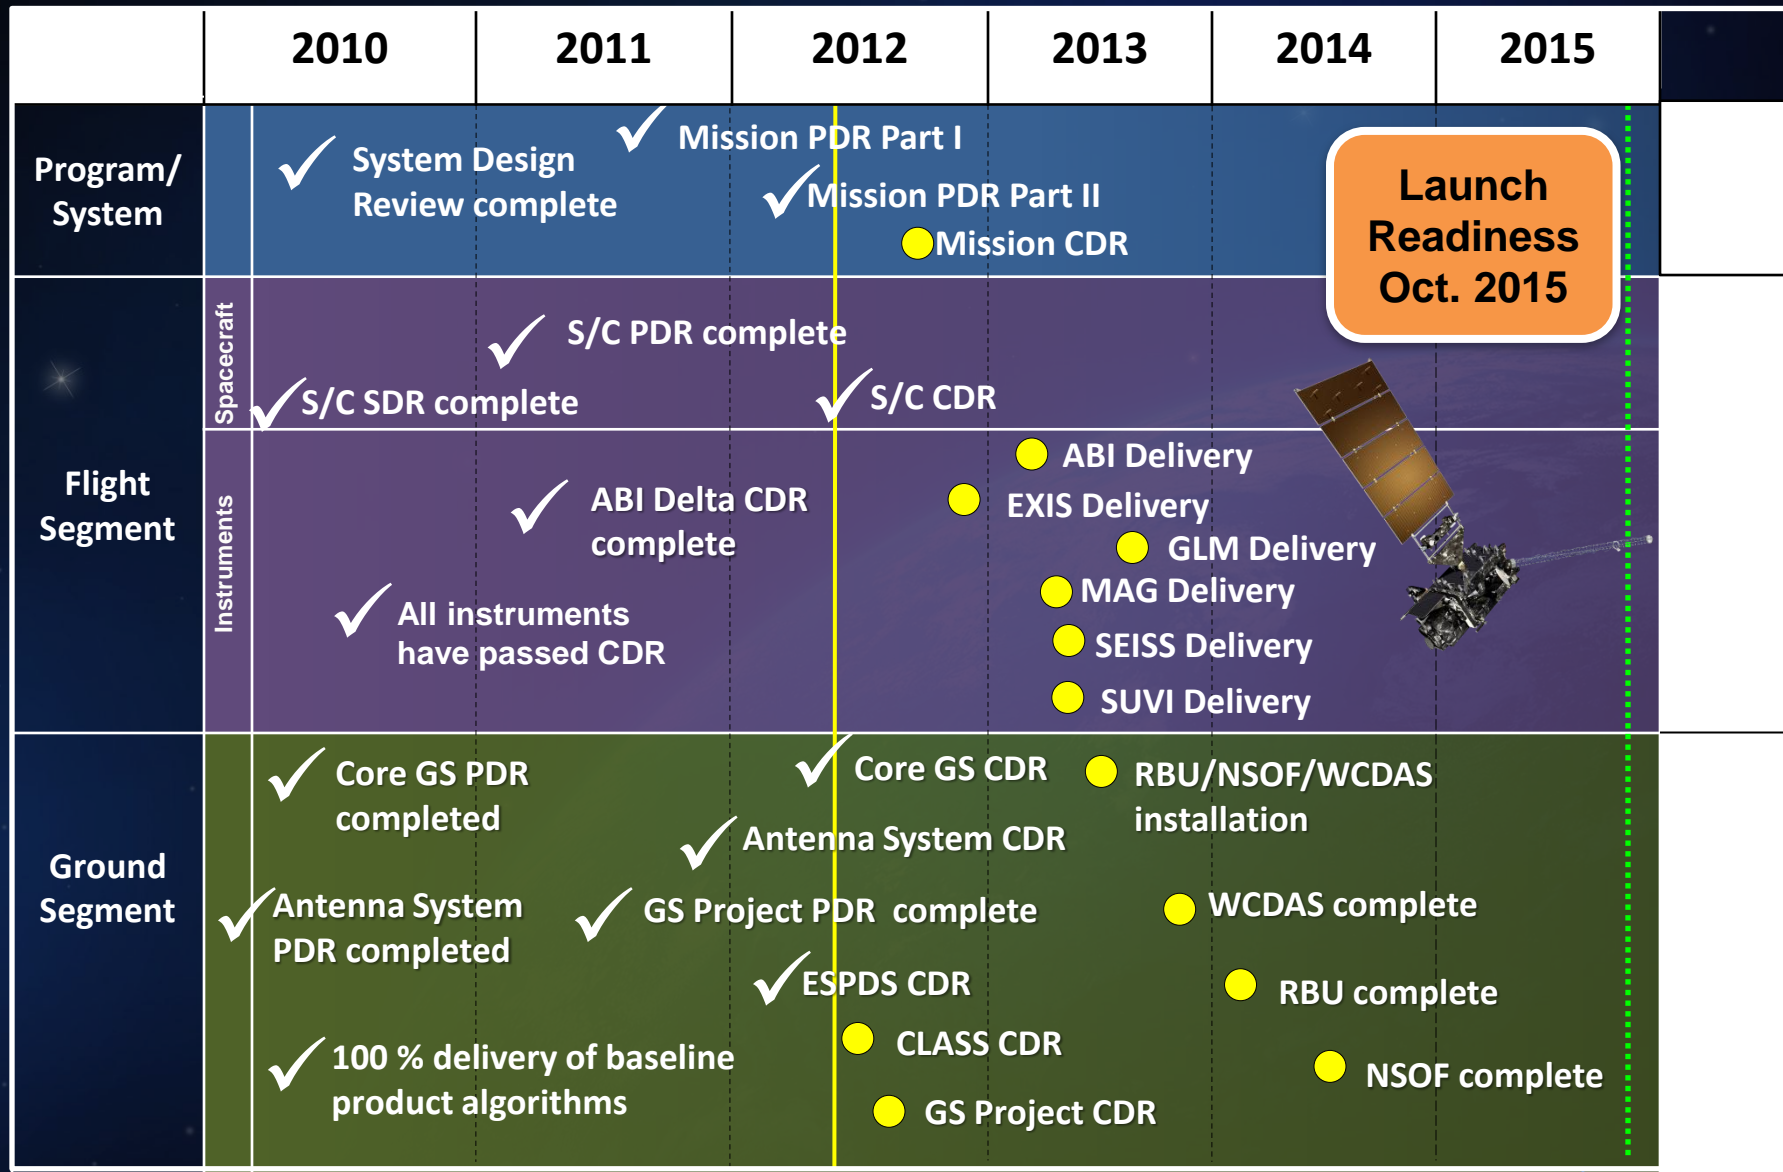 2010 2011 2012 2013 2014 2015
Program/
System
System Design
Review complete
Mission PDR Part I
Mission PDR Part II
Mission CDR
Launch
Readiness
Oct. 2015
Flight
Segment
Spacecraft
S/C PDR complete
S/C SDR complete
S/C CDR
Instruments
ABI Delta CDR
complete
All instruments
have passed CDR
ABI Delivery
EXIS Delivery
GLM Delivery
MAG Delivery
SEISS Delivery
SUVI Delivery
Ground
Segment
Core GS PDR
completed
Core GS CDR
RBU/NSOF/WCDAS
installation
Antenna System CDR
Antenna System
PDR completed
GS Project PDR  complete
WCDAS complete
ESPDS CDR
RBU complete
CLASS CDR
100 % delivery of baseline
product algorithms
NSOF complete
GS Project CDR